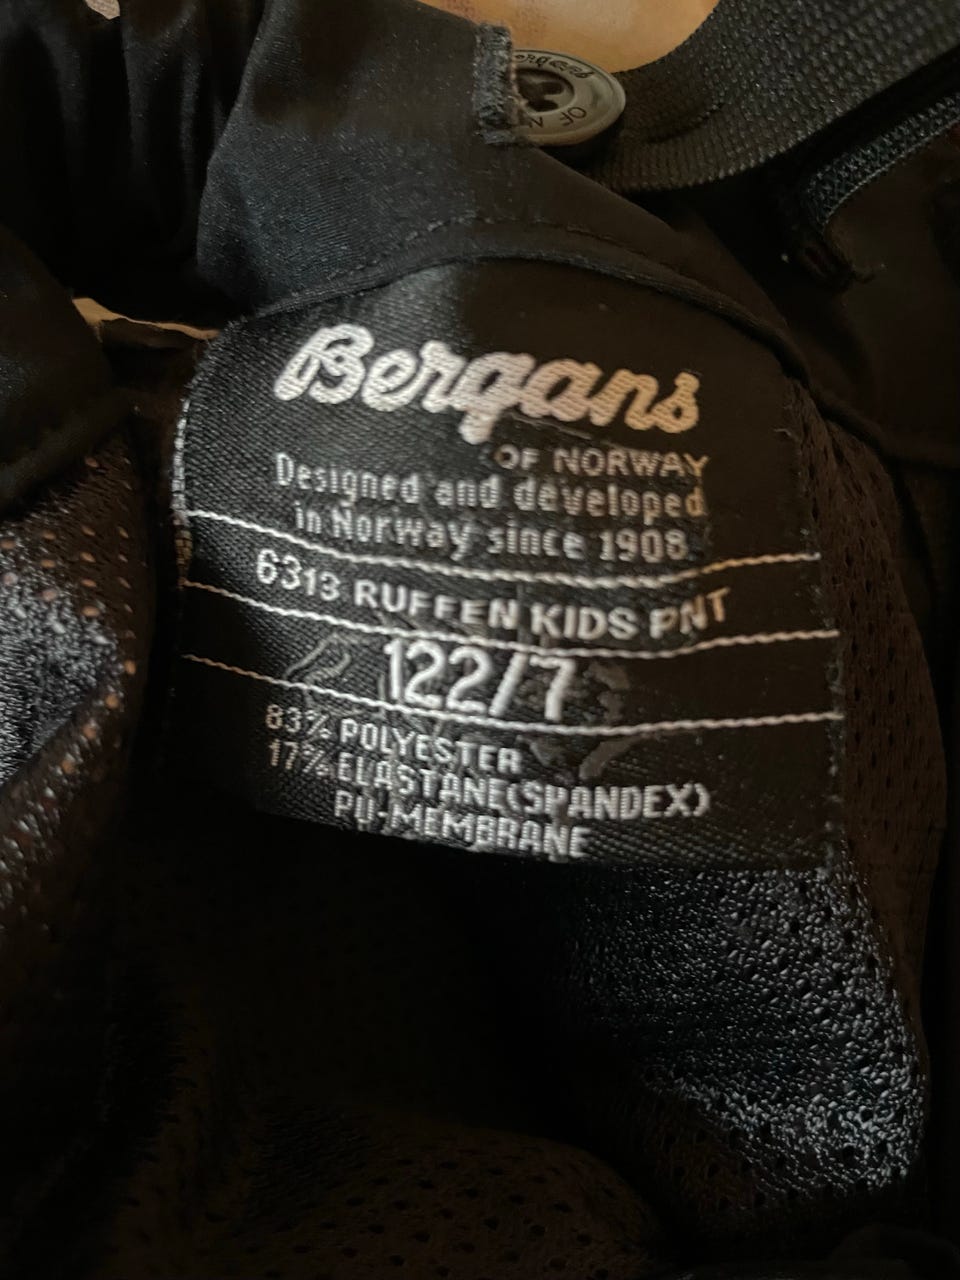 Bergans
OF NORWAY
Designed and developed
in Norway since 1908
6313 RUFFEN KIDS PNT
122/7
83% POLYESTER
17% ELASTANE(SPANDEX)
PU-MEMBRANE